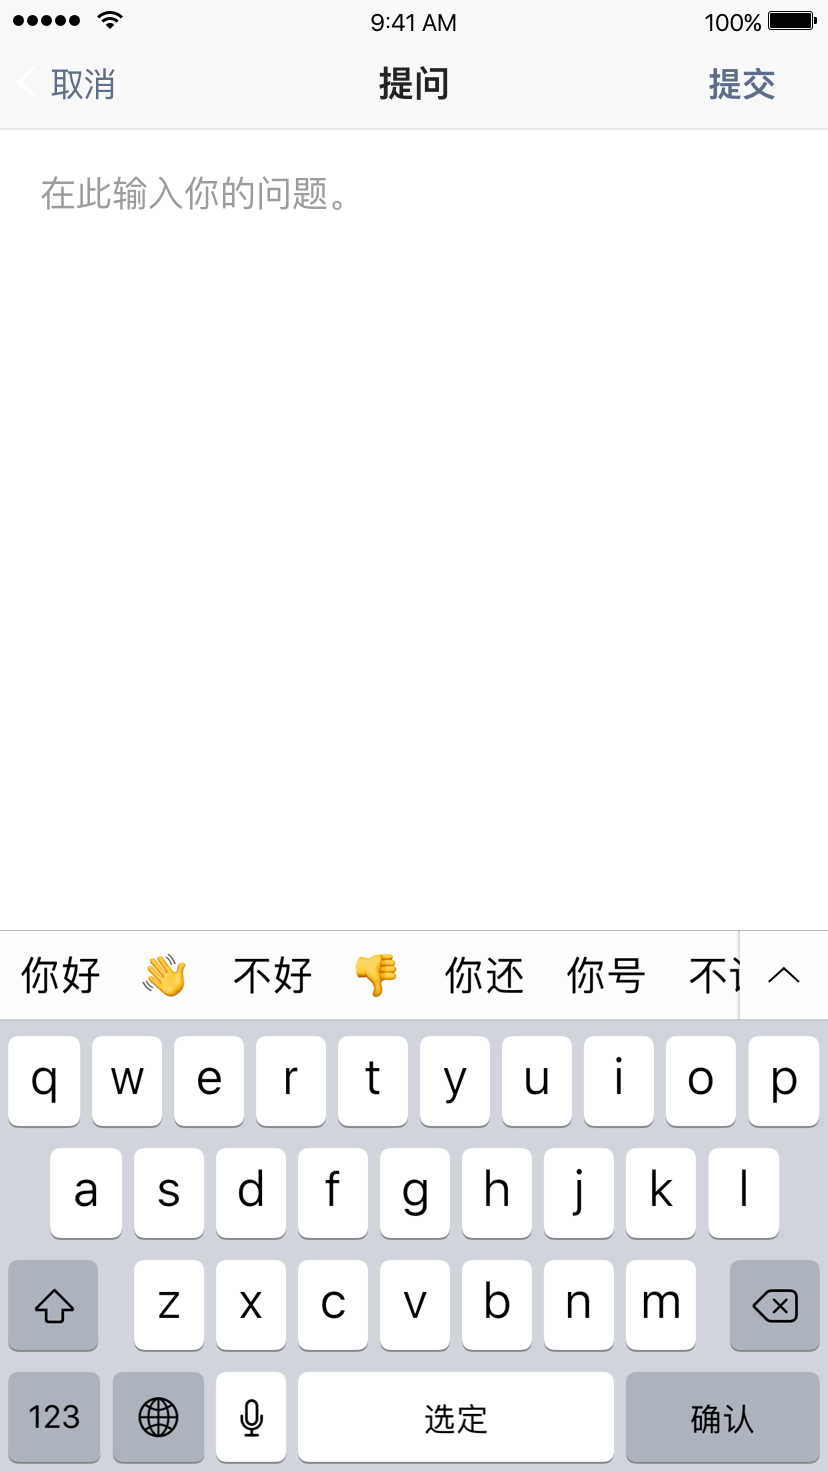 9:41 AM 100%
取消 提问 提交
在此输入你的问题。
你好 👋 不好 👎 你还 你号 不
q w e r t y u i o p
a s d f g h j k l
z x c v b n m
123 选定 确认